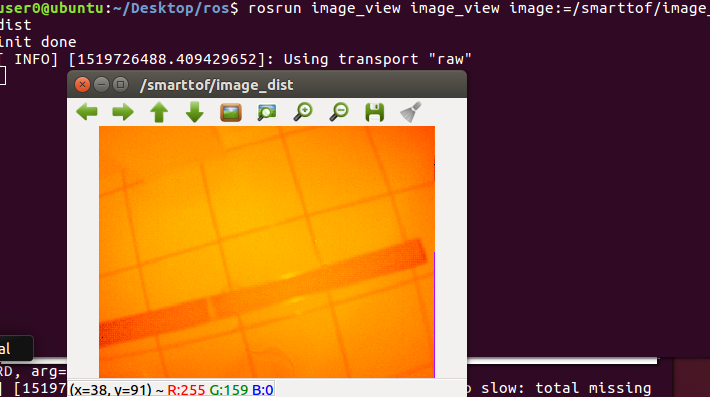 user0@ubuntu:~/Desktop/ros$ rosrun image_view image_view image:=/smarttof/image_
dist
init done
[ INFO] [1519726488.409429652]: Using transport "raw"
/smarttof/image_dist
(x=38, y=91) ~ R:255 G:159 B:0
al
RD, arg=
] [15197
o slow: total missing